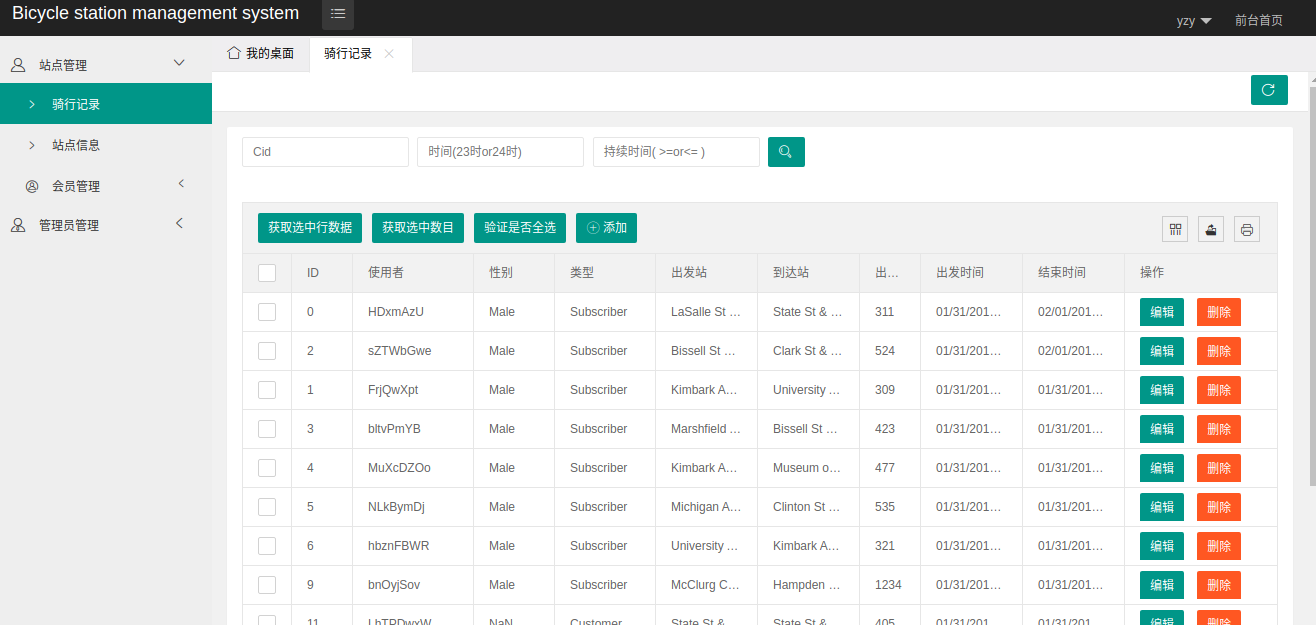 Bicycle station management system
yzy 前台首页
站点管理
骑行记录
站点信息
会员管理
管理员管理
我的桌面 骑行记录
Cid 时间(23时or24时) 持续时间( >=or<= )
获取选中行数据 获取选中数目 验证是否全选 添加
ID 使用者 性别 类型 出发站 到达站 出… 出发时间 结束时间 操作
0 HDxmAzU Male Subscriber LaSalle St … State St & … 311 01/31/201… 02/01/201… 编辑 删除
2 sZTWbGwe Male Subscriber Bissell St … Clark St & … 524 01/31/201… 02/01/201… 编辑 删除
1 FrjQwXpt Male Subscriber Kimbark A… University … 309 01/31/201… 01/31/201… 编辑 删除
3 bltvPmYB Male Subscriber Marshfield … Bissell St … 423 01/31/201… 01/31/201… 编辑 删除
4 MuXcDZOo Male Subscriber Kimbark A… Museum o… 477 01/31/201… 01/31/201… 编辑 删除
5 NLkBymDj Male Subscriber Michigan A… Clinton St … 535 01/31/201… 01/31/201… 编辑 删除
6 hbznFBWR Male Subscriber University … Kimbark A… 321 01/31/201… 01/31/201… 编辑 删除
9 bnOyjSov Male Subscriber McClurg C… Hampden … 1234 01/31/201… 01/31/201… 编辑 删除
11 LhTPDwxW NaN Customer State St & State St & 405 01/31/201 01/31/201 编辑 删除